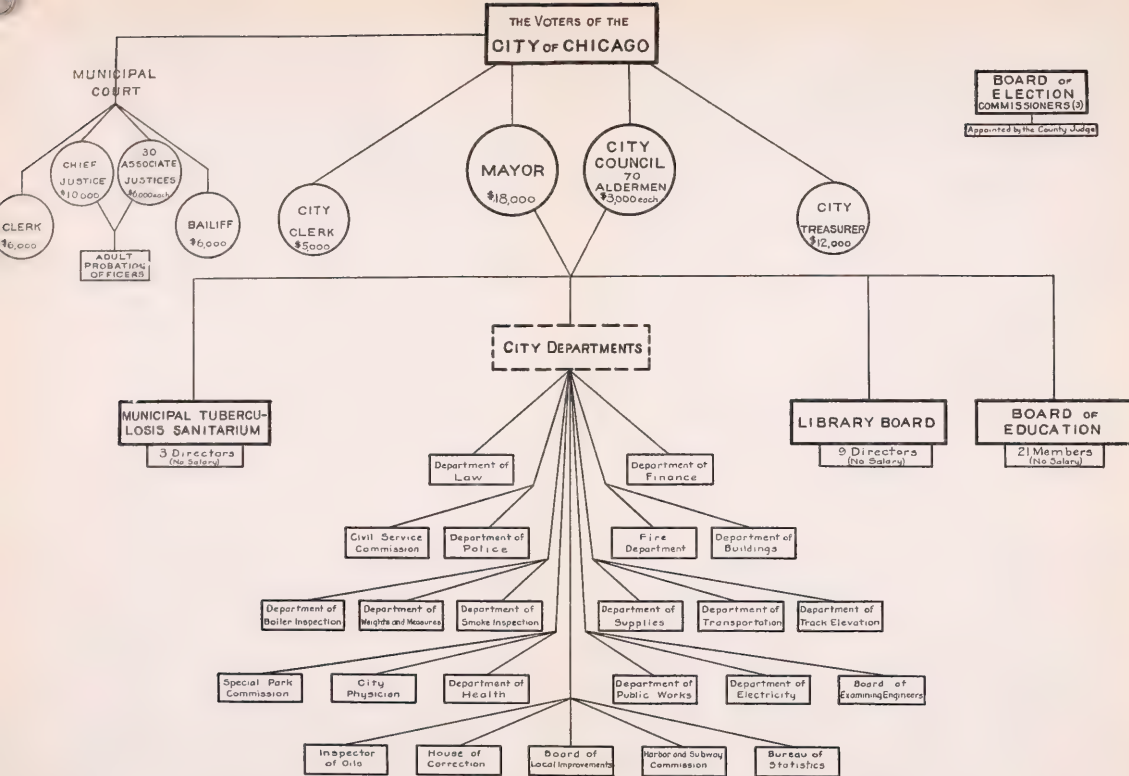 THE VOTERS OF THE
CITY OF CHICAGO
MUNICIPAL
COURT
BOARD OF
ELECTION
COMMISSIONERS (3)
Appointed by the County Judge
CHIEF
JUSTICE
$10000
30
ASSOCIATE
JUSTICES
$6000 each
CLERK
$6,000
BAILIFF
$6,000
ADULT
PROBATION
OFFICERS
CITY
CLERK
$5000
MAYOR
$18,000
CITY
COUNCIL
70
ALDERMEN
$3,000 each
CITY
TREASURER
$12,000
CITY DEPARTMENTS
MUNICIPAL TUBERCU-
LOSIS SANITARIUM
3 Directors
(No Salary)
LIBRARY BOARD
9 Directors
(No Salary)
BOARD OF
EDUCATION
21 Members
(No Salary)
Department of
Law
Department of
Finance
Civil Service
Commission
Department of
Police
Fire
Department
Department of
Buildings
Department of
Boiler Inspection
Department of
Weights and Measures
Department of
Smoke Inspection
Department of
Supplies
Department of
Transportation
Department of
Track Elevation
Special Park
Commission
City
Physician
Department of
Health
Department of
Public Works
Department of
Electricity
Board of
Examining Engineers
Inspector
of Oils
House of
Correction
Board of
Local Improvements
Harbor and Subway
Commission
Bureau of
Statistics